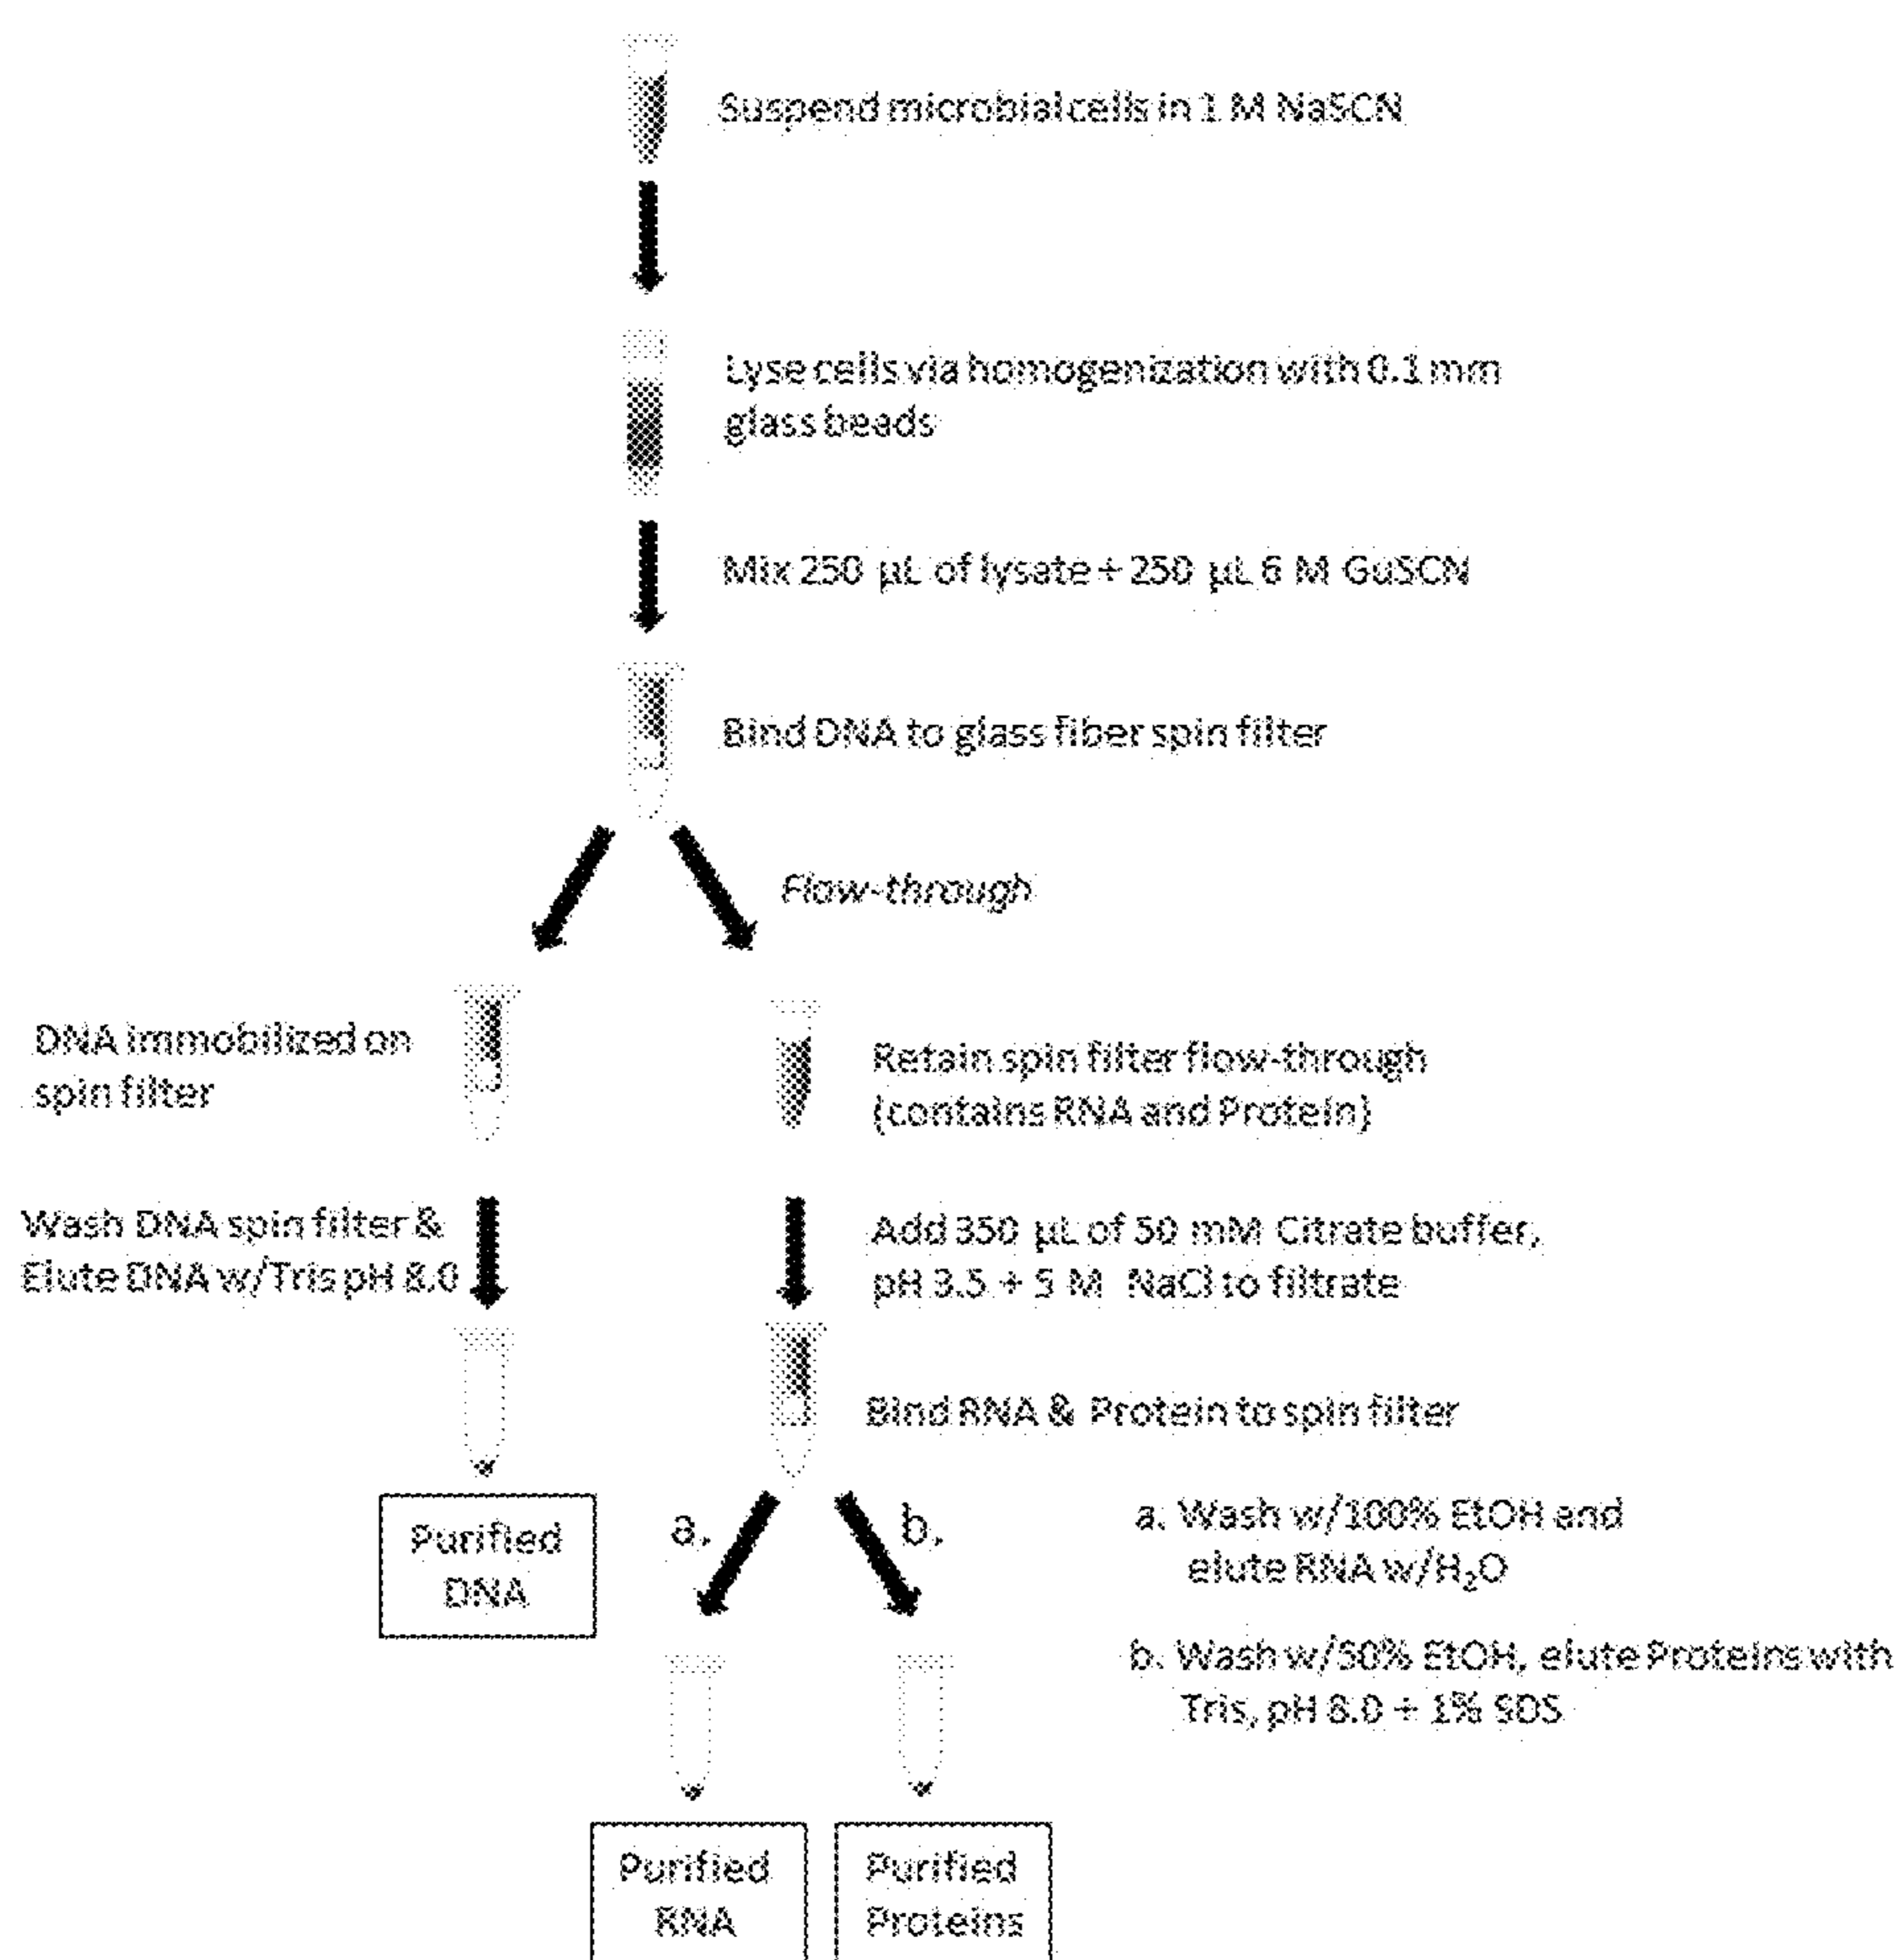 Suspend microbial cells in 1 M NaSCN
Lyse cells via homogenization with 0.1 mm
glass beads
Mix 250 µL of lysate + 250 µL 6 M GuSCN
Bind DNA to glass fiber spin filter
Flow-through
DNA immobilized on
spin filter
Retain spin filter flow-through
(contains RNA and Protein)
Wash DNA spin filter &
Elute DNA w/Tris pH 8.0
Add 350 µL of 50 mM Citrate buffer,
pH 3.5 + 5 M NaCl to filtrate
Bind RNA & Protein to spin filter
Purified
DNA
a.
b.
a. Wash w/100% EtOH and
elute RNA w/H₂O
b. Wash w/50% EtOH, elute Proteins with
Tris, pH 8.0 + 1% SDS
Purified
RNA
Purified
Proteins